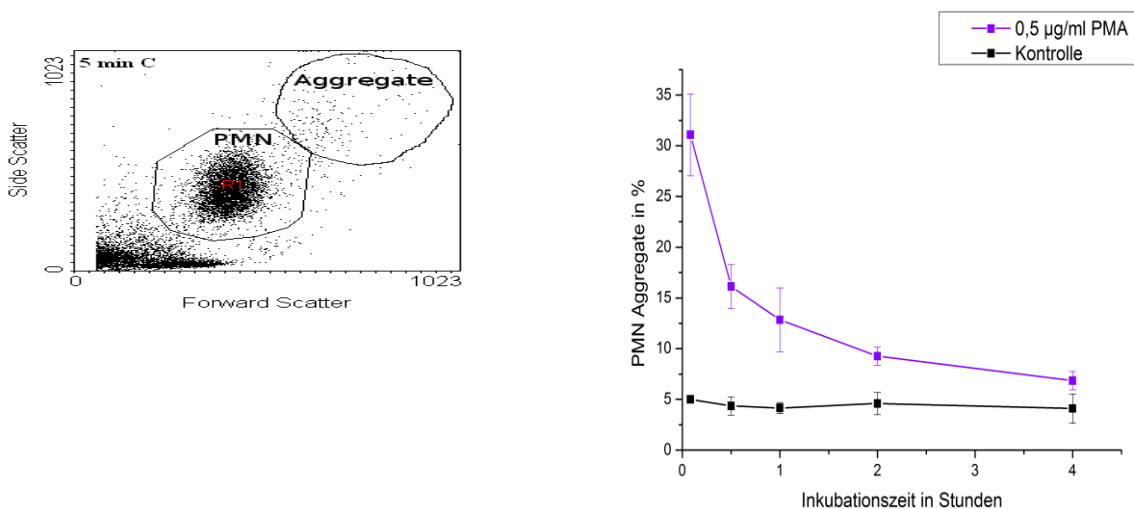 5 min C
Aggregate
PMN
R1
Side Scatter
1023
0
0
1023
Forward Scatter
0,5 µg/ml PMA
Kontrolle
PMN Aggregate in %
35
30
25
20
15
10
5
0
0 1 2 3 4
Inkubationszeit in Stunden